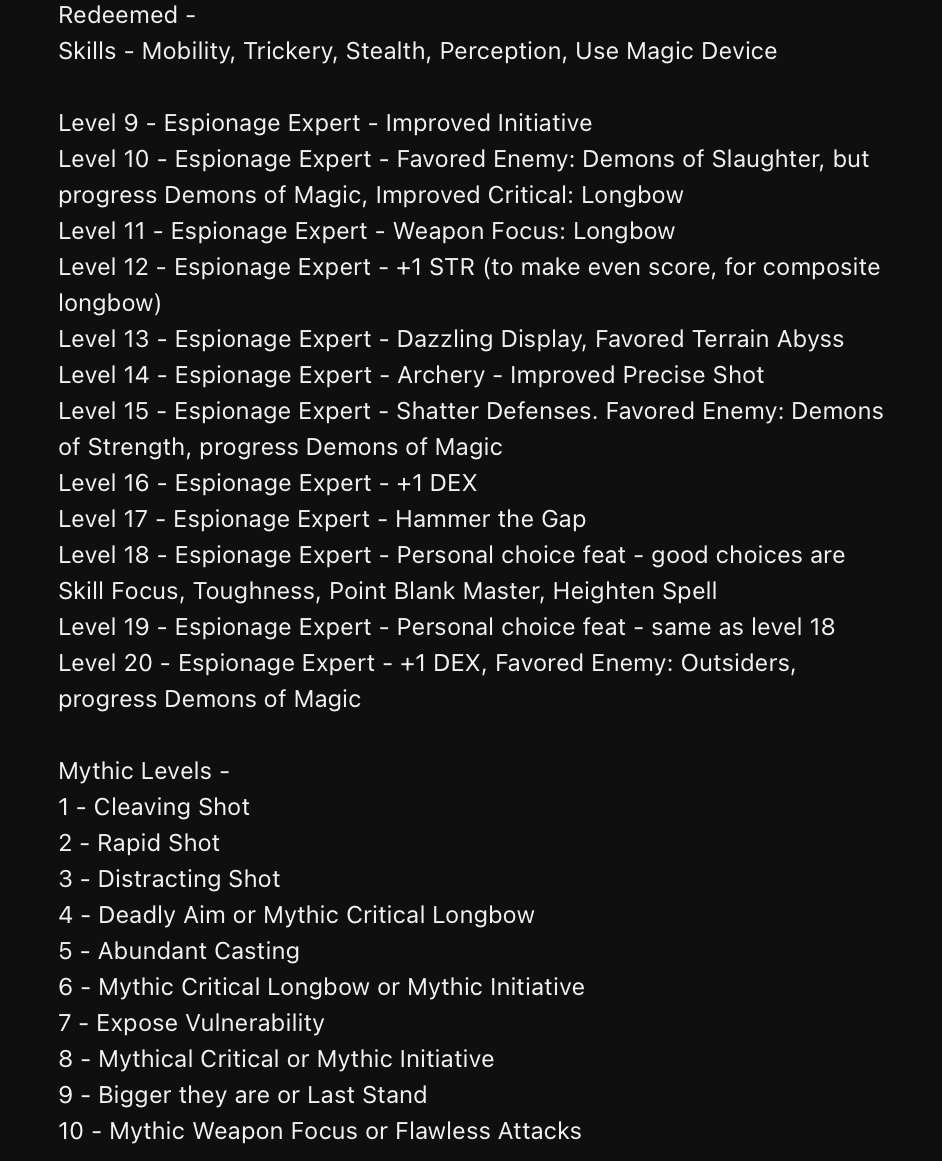 Redeemed -
Skills - Mobility, Trickery, Stealth, Perception, Use Magic Device
Level 9 - Espionage Expert - Improved Initiative
Level 10 - Espionage Expert - Favored Enemy: Demons of Slaughter, but
progress Demons of Magic, Improved Critical: Longbow
Level 11 - Espionage Expert - Weapon Focus: Longbow
Level 12 - Espionage Expert - +1 STR (to make even score, for composite
longbow)
Level 13 - Espionage Expert - Dazzling Display, Favored Terrain Abyss
Level 14 - Espionage Expert - Archery - Improved Precise Shot
Level 15 - Espionage Expert - Shatter Defenses. Favored Enemy: Demons
of Strength, progress Demons of Magic
Level 16 - Espionage Expert - +1 DEX
Level 17 - Espionage Expert - Hammer the Gap
Level 18 - Espionage Expert - Personal choice feat - good choices are
Skill Focus, Toughness, Point Blank Master, Heighten Spell
Level 19 - Espionage Expert - Personal choice feat - same as level 18
Level 20 - Espionage Expert - +1 DEX, Favored Enemy: Outsiders,
progress Demons of Magic
Mythic Levels -
1 - Cleaving Shot
2 - Rapid Shot
3 - Distracting Shot
4 - Deadly Aim or Mythic Critical Longbow
5 - Abundant Casting
6 - Mythic Critical Longbow or Mythic Initiative
7 - Expose Vulnerability
8 - Mythical Critical or Mythic Initiative
9 - Bigger they are or Last Stand
10 - Mythic Weapon Focus or Flawless Attacks